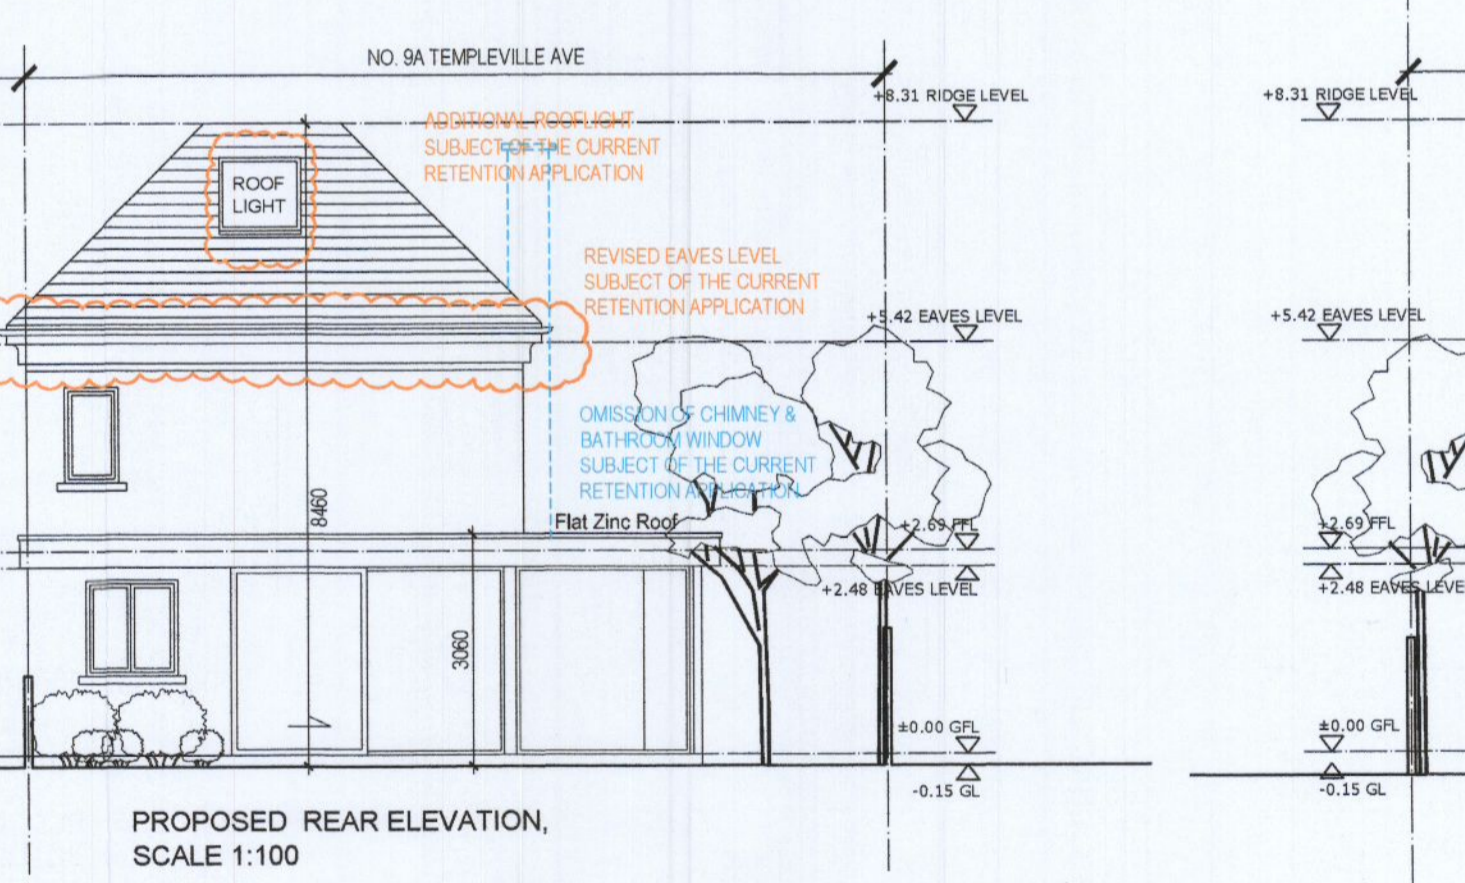 NO. 9A TEMPLEVILLE AVE
+8.31 RIDGE LEVEL
+8.31 RIDGE LEVEL
ADDITIONAL ROOFLIGHT
SUBJECT OF THE CURRENT
RETENTION APPLICATION
ROOF
LIGHT
REVISED EAVES LEVEL
SUBJECT OF THE CURRENT
RETENTION APPLICATION
+5.42 EAVES LEVEL
+5.42 EAVES LEVEL
OMISSION OF CHIMNEY &
BATHROOM WINDOW
SUBJECT OF THE CURRENT
RETENTION APPLICATION
8460
Flat Zinc Roof
+2.69 FFL
+2.69 FFL
+2.48 EAVES LEVEL
+2.48 EAVES LEVE
3060
±0.00 GFL
±0.00 GFL
-0.15 GL
-0.15 GL
PROPOSED REAR ELEVATION,
SCALE 1:100